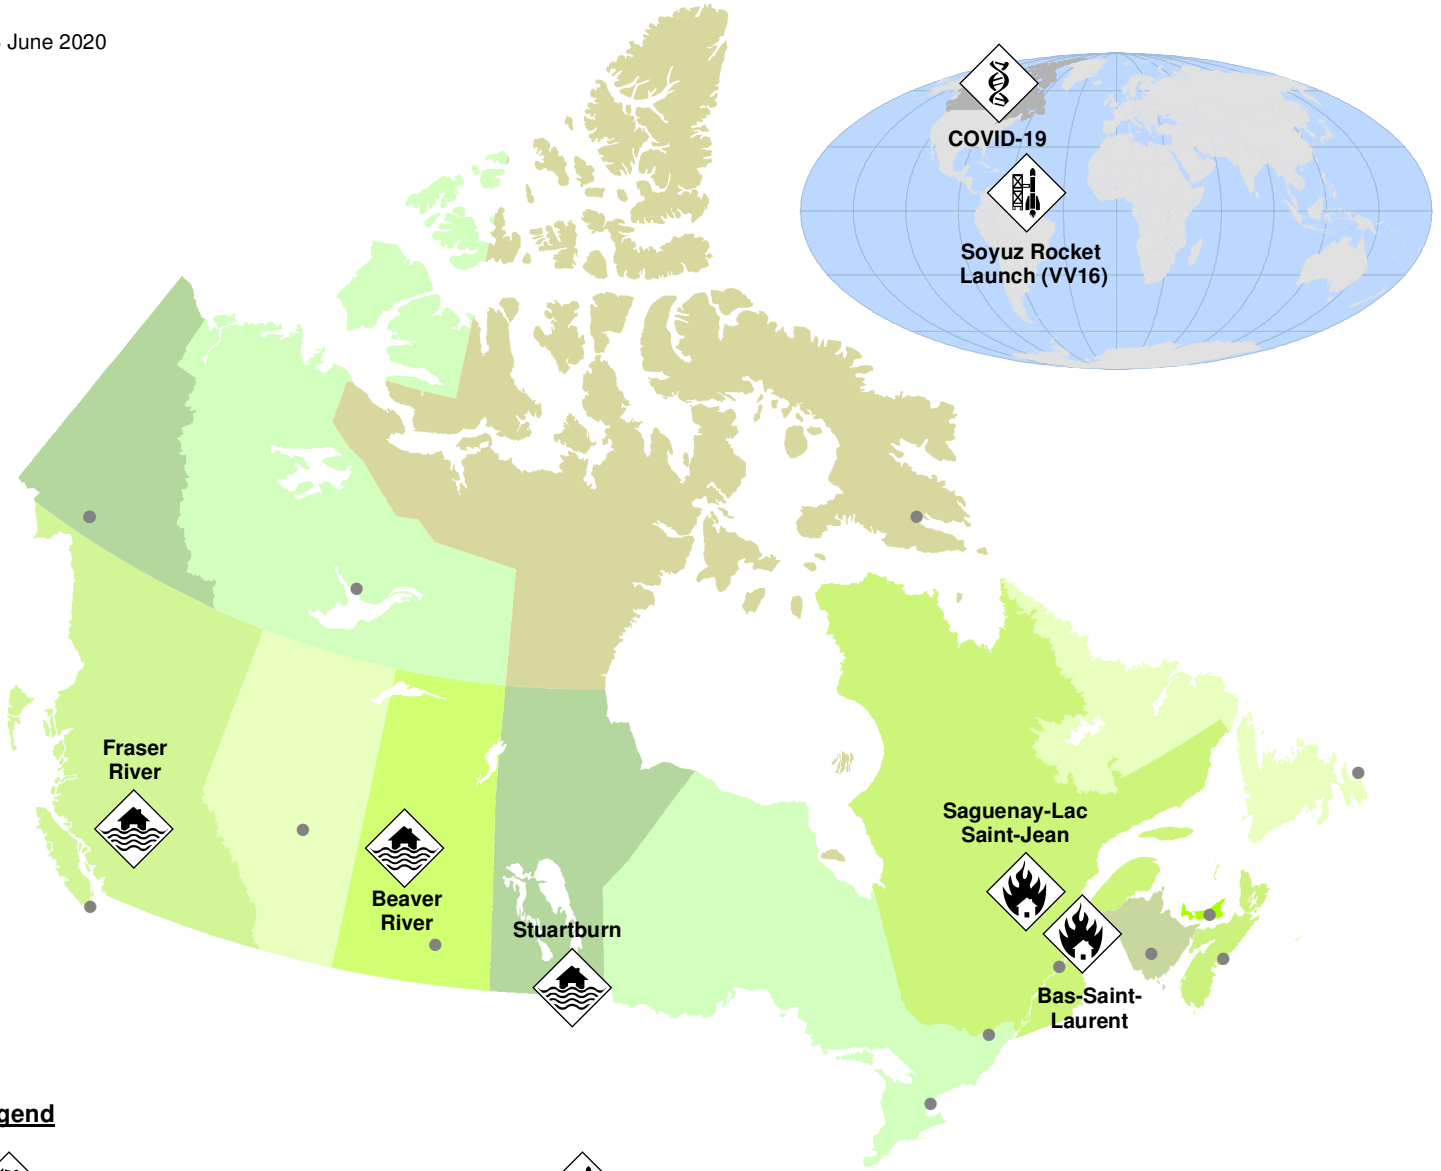 June 2020
COVID-19
Soyuz Rocket
Launch (VV16)
Fraser
River
Beaver
River
Stuartburn
Saguenay-Lac
Saint-Jean
Bas-Saint-
Laurent
gend